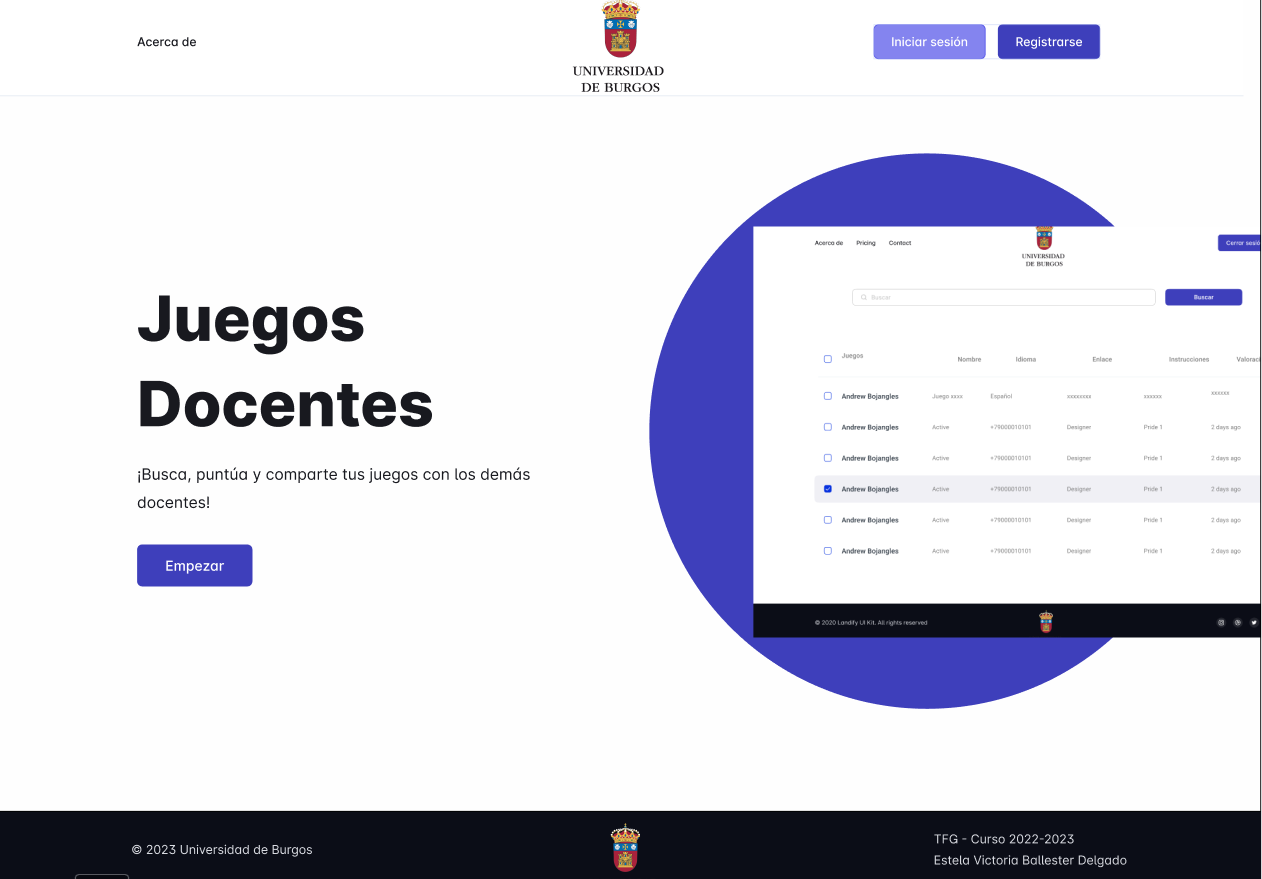 Acerca de
UNIVERSIDAD
DE BURGOS
Iniciar sesión
Registrarse
Juegos
Docentes
¡Busca, puntúa y comparte tus juegos con los demás
docentes!
Empezar
Acerca de Pricing Contact
UNIVERSIDAD
DE BURGOS
Cerrar sesió
Buscar
Buscar
Juegos Nombre Idioma Enlace Instrucciones Valoraci
Andrew Bojangles Juego xxxx Español xxxxxxxx xxxxxx xxxxxx
Andrew Bojangles Active +79000010101 Designer Pride 1 2 days ago
Andrew Bojangles Active +79000010101 Designer Pride 1 2 days ago
Andrew Bojangles Active +79000010101 Designer Pride 1 2 days ago
Andrew Bojangles Active +79000010101 Designer Pride 1 2 days ago
Andrew Bojangles Active +79000010101 Designer Pride 1 2 days ago
© 2020 Landify UI Kit. All rights reserved
© 2023 Universidad de Burgos
TFG - Curso 2022-2023
Estela Victoria Ballester Delgado